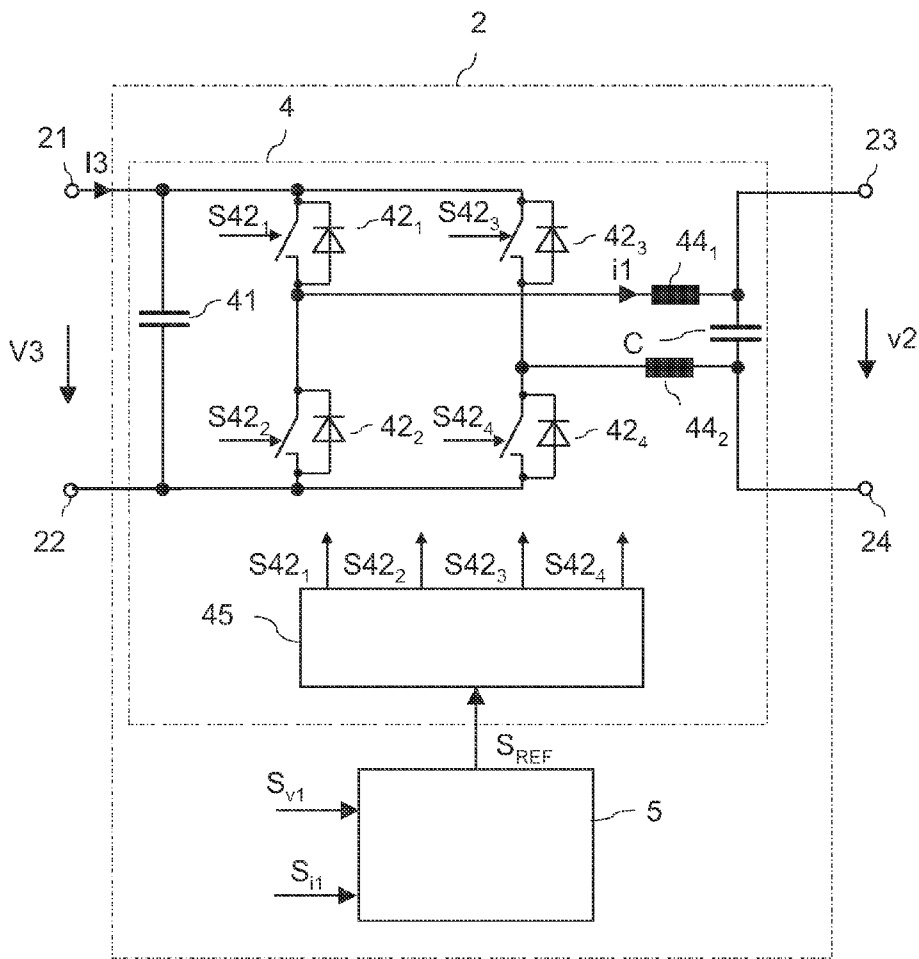 2
4
21
I3
23
S42₁
42₁
S42₃
42₃
i1
44₁
41
V3
C
v2
S42₂
42₂
S42₄
42₄
44₂
22
24
S42₁
S42₂
S42₃
S42₄
45
S_REF
S_v1
5
S_i1